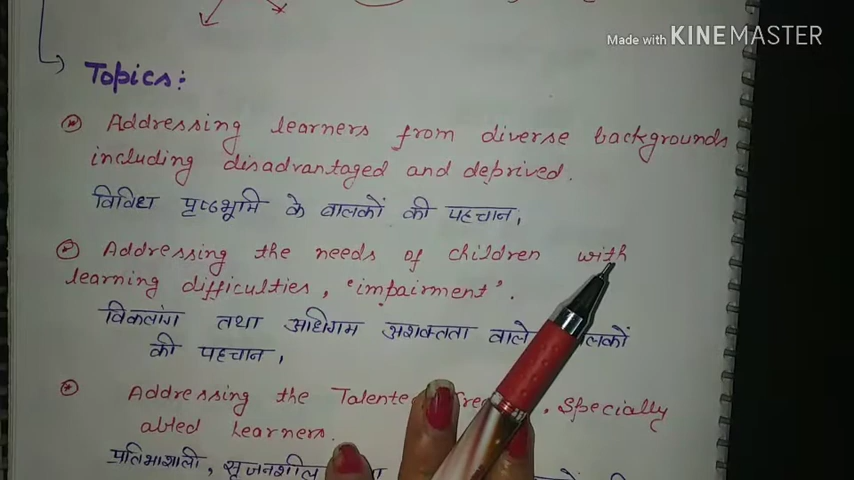 Made with KINEMASTER
Topics:
Addressing learners from diverse backgrounds
including disadvantaged and deprived.
विविध पृष्ठभूमि के बालकों की पहचान,
Addressing the needs of children with
learning difficulties, 'impairment'.
विकलांग तथा अधिगम अशक्तता वाले
की पहचान,
Addressing the Specially
abled Learners.
प्रतिभाशाली, सृजनशील